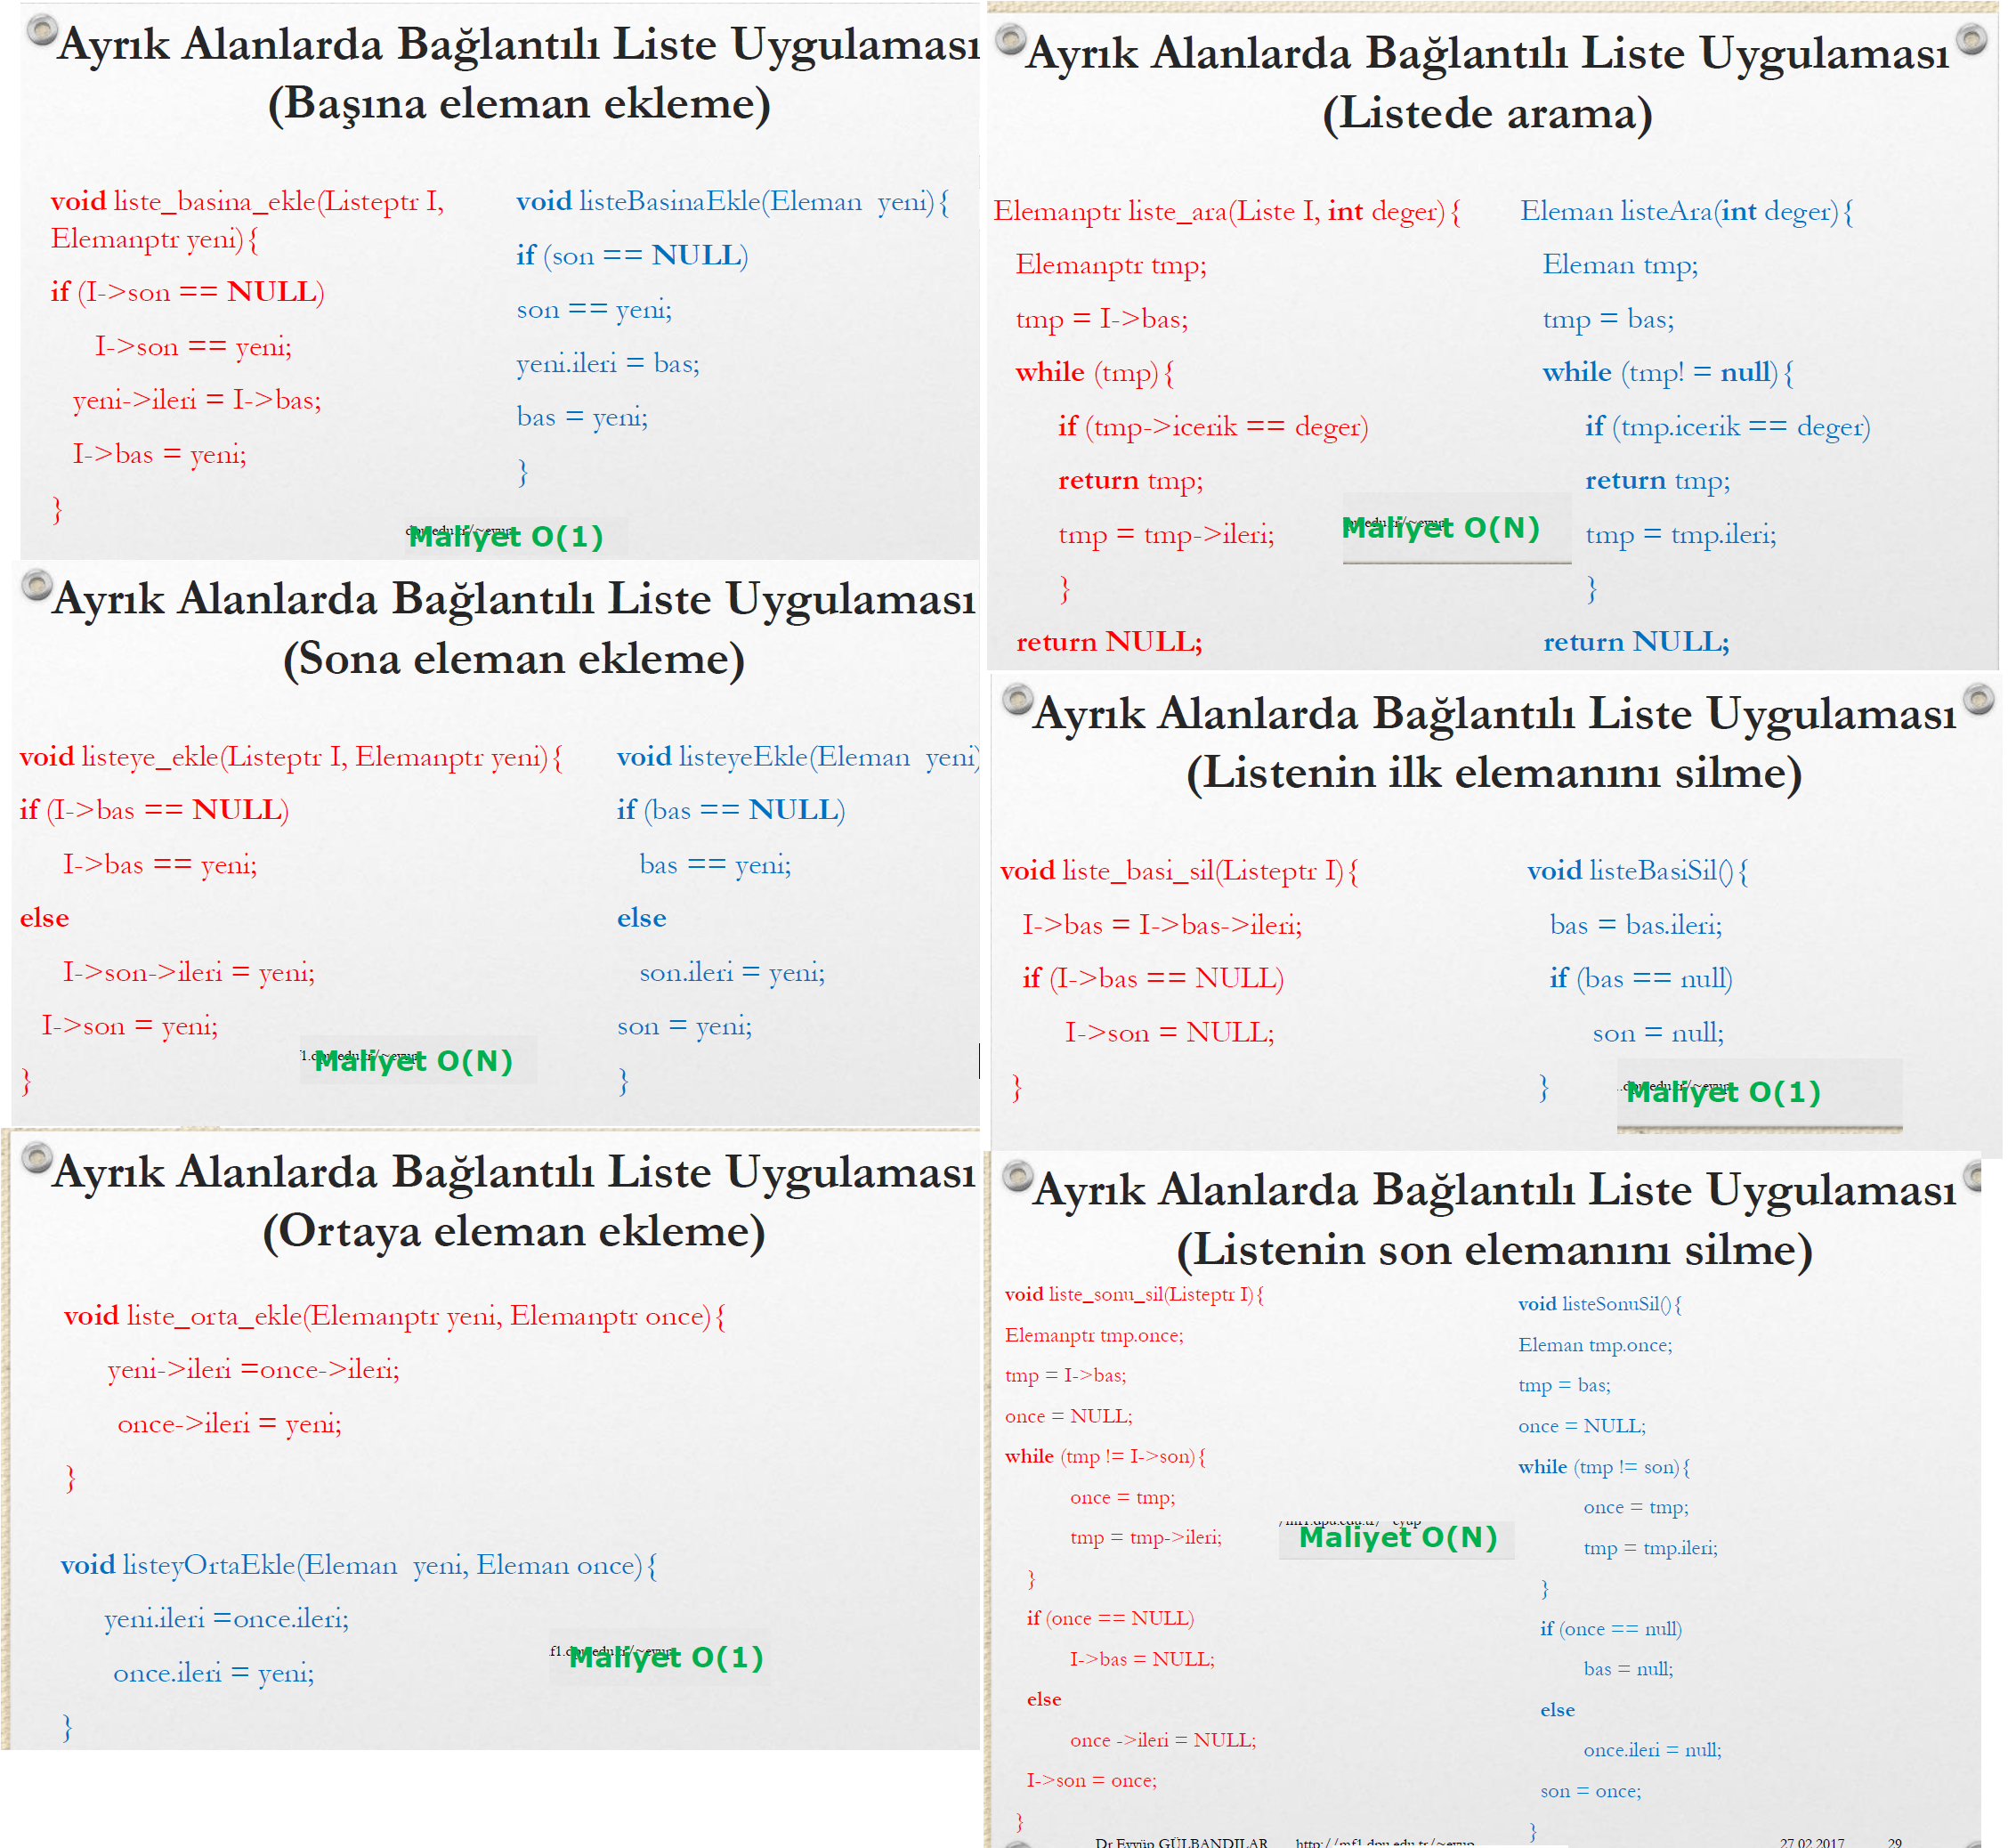 Ayrık Alanlarda Bağlantılı Liste Uygulaması
(Başına eleman ekleme)
void liste_basina_ekle(Listeptr I,
Elemanptr yeni){
if (I->son == NULL)
I->son == yeni;
yeni->ileri = I->bas;
I->bas = yeni;
}
void listeBasinaEkle(Eleman yeni){
if (son == NULL)
son == yeni;
yeni.ileri = bas;
bas = yeni;
}
Maliyet O(1)
Ayrık Alanlarda Bağlantılı Liste Uygulaması
(Sona eleman ekleme)
void listeye_ekle(Listeptr I, Elemanptr yeni){
if (I->bas == NULL)
I->bas == yeni;
else
I->son->ileri = yeni;
I->son = yeni;
}
void listeyeEkle(Eleman yeni)
if (bas == NULL)
bas == yeni;
else
son.ileri = yeni;
son = yeni;
}
Maliyet O(N)
Ayrık Alanlarda Bağlantılı Liste Uygulaması
(Ortaya eleman ekleme)
void liste_orta_ekle(Elemanptr yeni, Elemanptr once){
yeni->ileri =once->ileri;
once->ileri = yeni;
}
void listeyOrtaEkle(Eleman yeni, Eleman once){
yeni.ileri =once.ileri;
once.ileri = yeni;
}
Maliyet O(1)
Ayrık Alanlarda Bağlantılı Liste Uygulaması
(Listede arama)
Elemanptr liste_ara(Liste I, int deger){
Elemanptr tmp;
tmp = I->bas;
while (tmp){
if (tmp->icerik == deger)
return tmp;
tmp = tmp->ileri;
}
return NULL;
Eleman listeAra(int deger){
Eleman tmp;
tmp = bas;
while (tmp! = null){
if (tmp.icerik == deger)
return tmp;
tmp = tmp.ileri;
}
return NULL;
Maliyet O(N)
Ayrık Alanlarda Bağlantılı Liste Uygulaması
(Listenin ilk elemanını silme)
void liste_basi_sil(Listeptr I){
I->bas = I->bas->ileri;
if (I->bas == NULL)
I->son = NULL;
}
void listeBasiSil(){
bas = bas.ileri;
if (bas == null)
son = null;
}
Maliyet O(1)
Ayrık Alanlarda Bağlantılı Liste Uygulaması
(Listenin son elemanını silme)
void liste_sonu_sil(Listeptr I){
Elemanptr tmp.once;
tmp = I->bas;
once = NULL;
while (tmp != I->son){
once = tmp;
tmp = tmp->ileri;
}
if (once == NULL)
I->bas = NULL;
else
once ->ileri = NULL;
I->son = once;
}
void listeSonuSil(){
Eleman tmp.once;
tmp = bas;
once = NULL;
while (tmp != son){
once = tmp;
tmp = tmp.ileri;
}
if (once == null)
bas = null;
else
once.ileri = null;
son = once;
}
Maliyet O(N)
Dr Eyyüp GÜLBANDILAR http://mf1.dpu.edu.tr/~eyup 27.02.2017 29